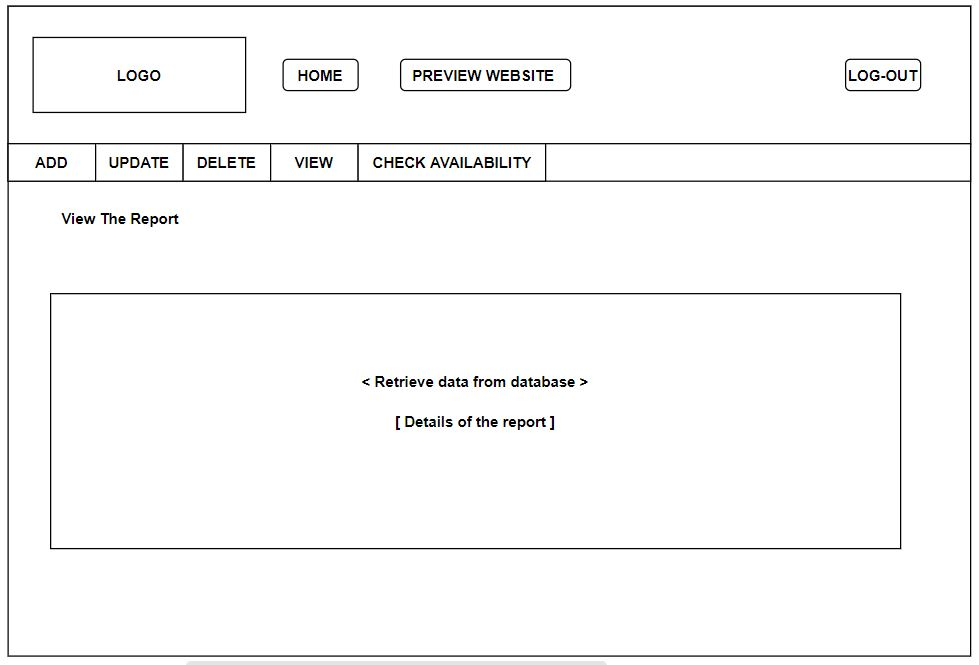 LOGO
HOME
PREVIEW WEBSITE
LOG-OUT
ADD
UPDATE
DELETE
VIEW
CHECK AVAILABILITY
View The Report
< Retrieve data from database >
[ Details of the report ]